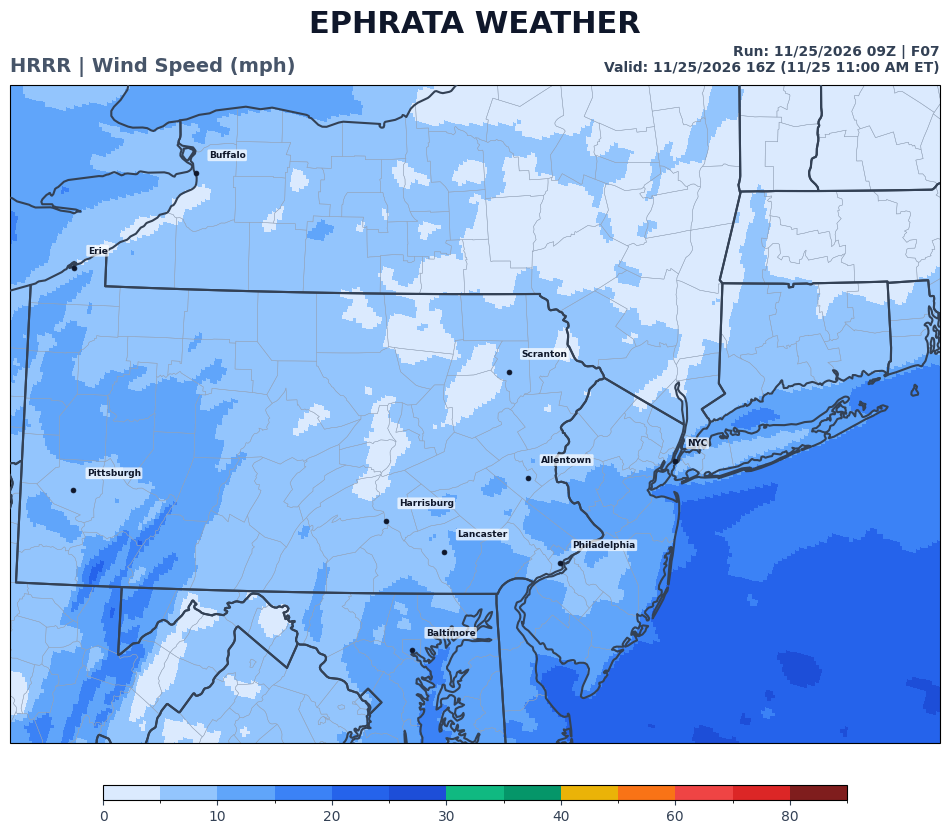 EPHRATA WEATHER
HRRR | Wind Speed (mph)
Run: 11/25/2026 09Z | F07
Valid: 11/25/2026 16Z (11/25 11:00 AM ET)
Buffalo
Erie
Scranton
NYC
Allentown
Pittsburgh
Harrisburg
Lancaster
Philadelphia
Baltimore
0 10 20 30 40 50 60 70 80